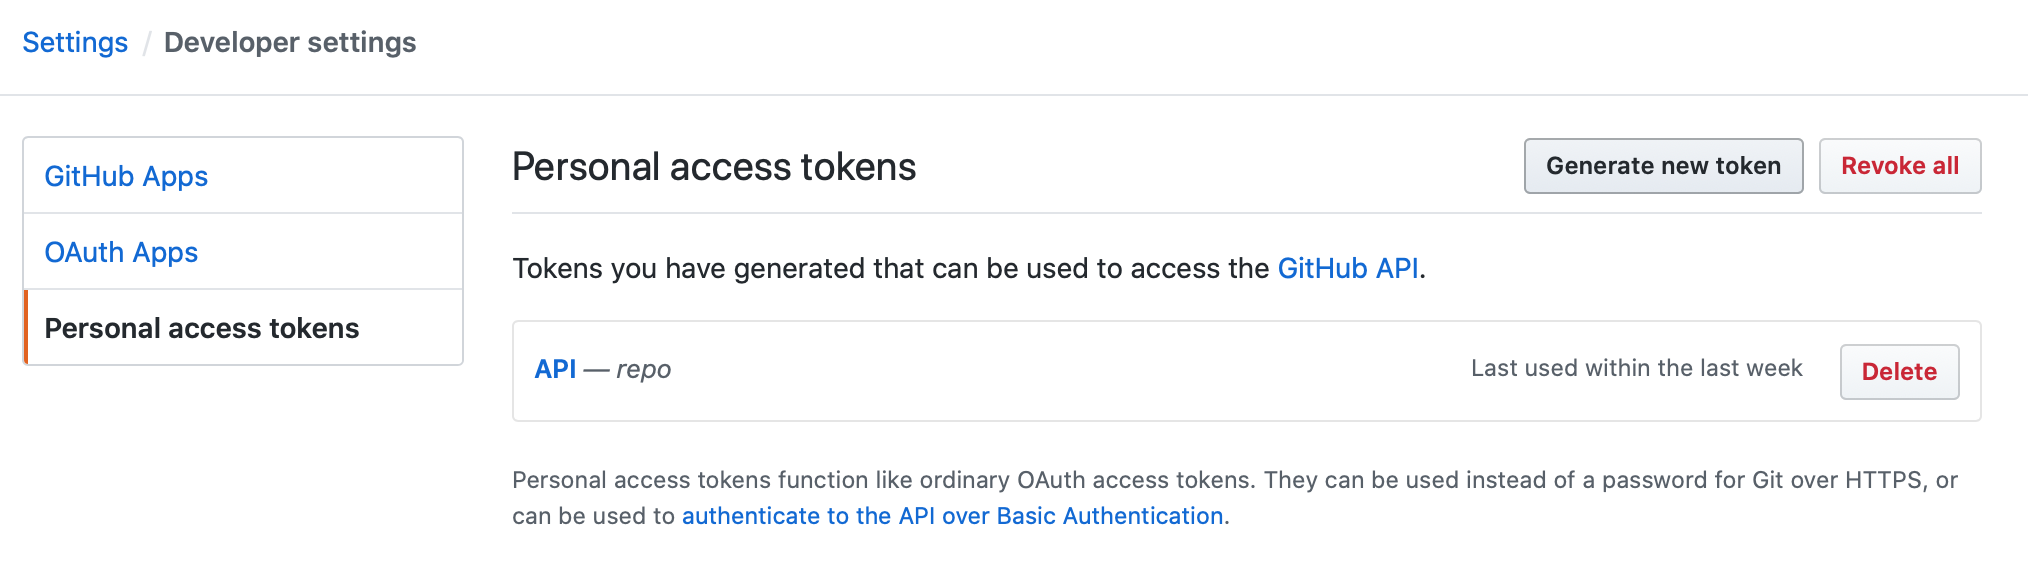 Settings / Developer settings
GitHub Apps
OAuth Apps
Personal access tokens
Personal access tokens
Generate new token
Revoke all
Tokens you have generated that can be used to access the GitHub API.
API — repo
Last used within the last week
Delete
Personal access tokens function like ordinary OAuth access tokens. They can be used instead of a password for Git over HTTPS, or
can be used to authenticate to the API over Basic Authentication.